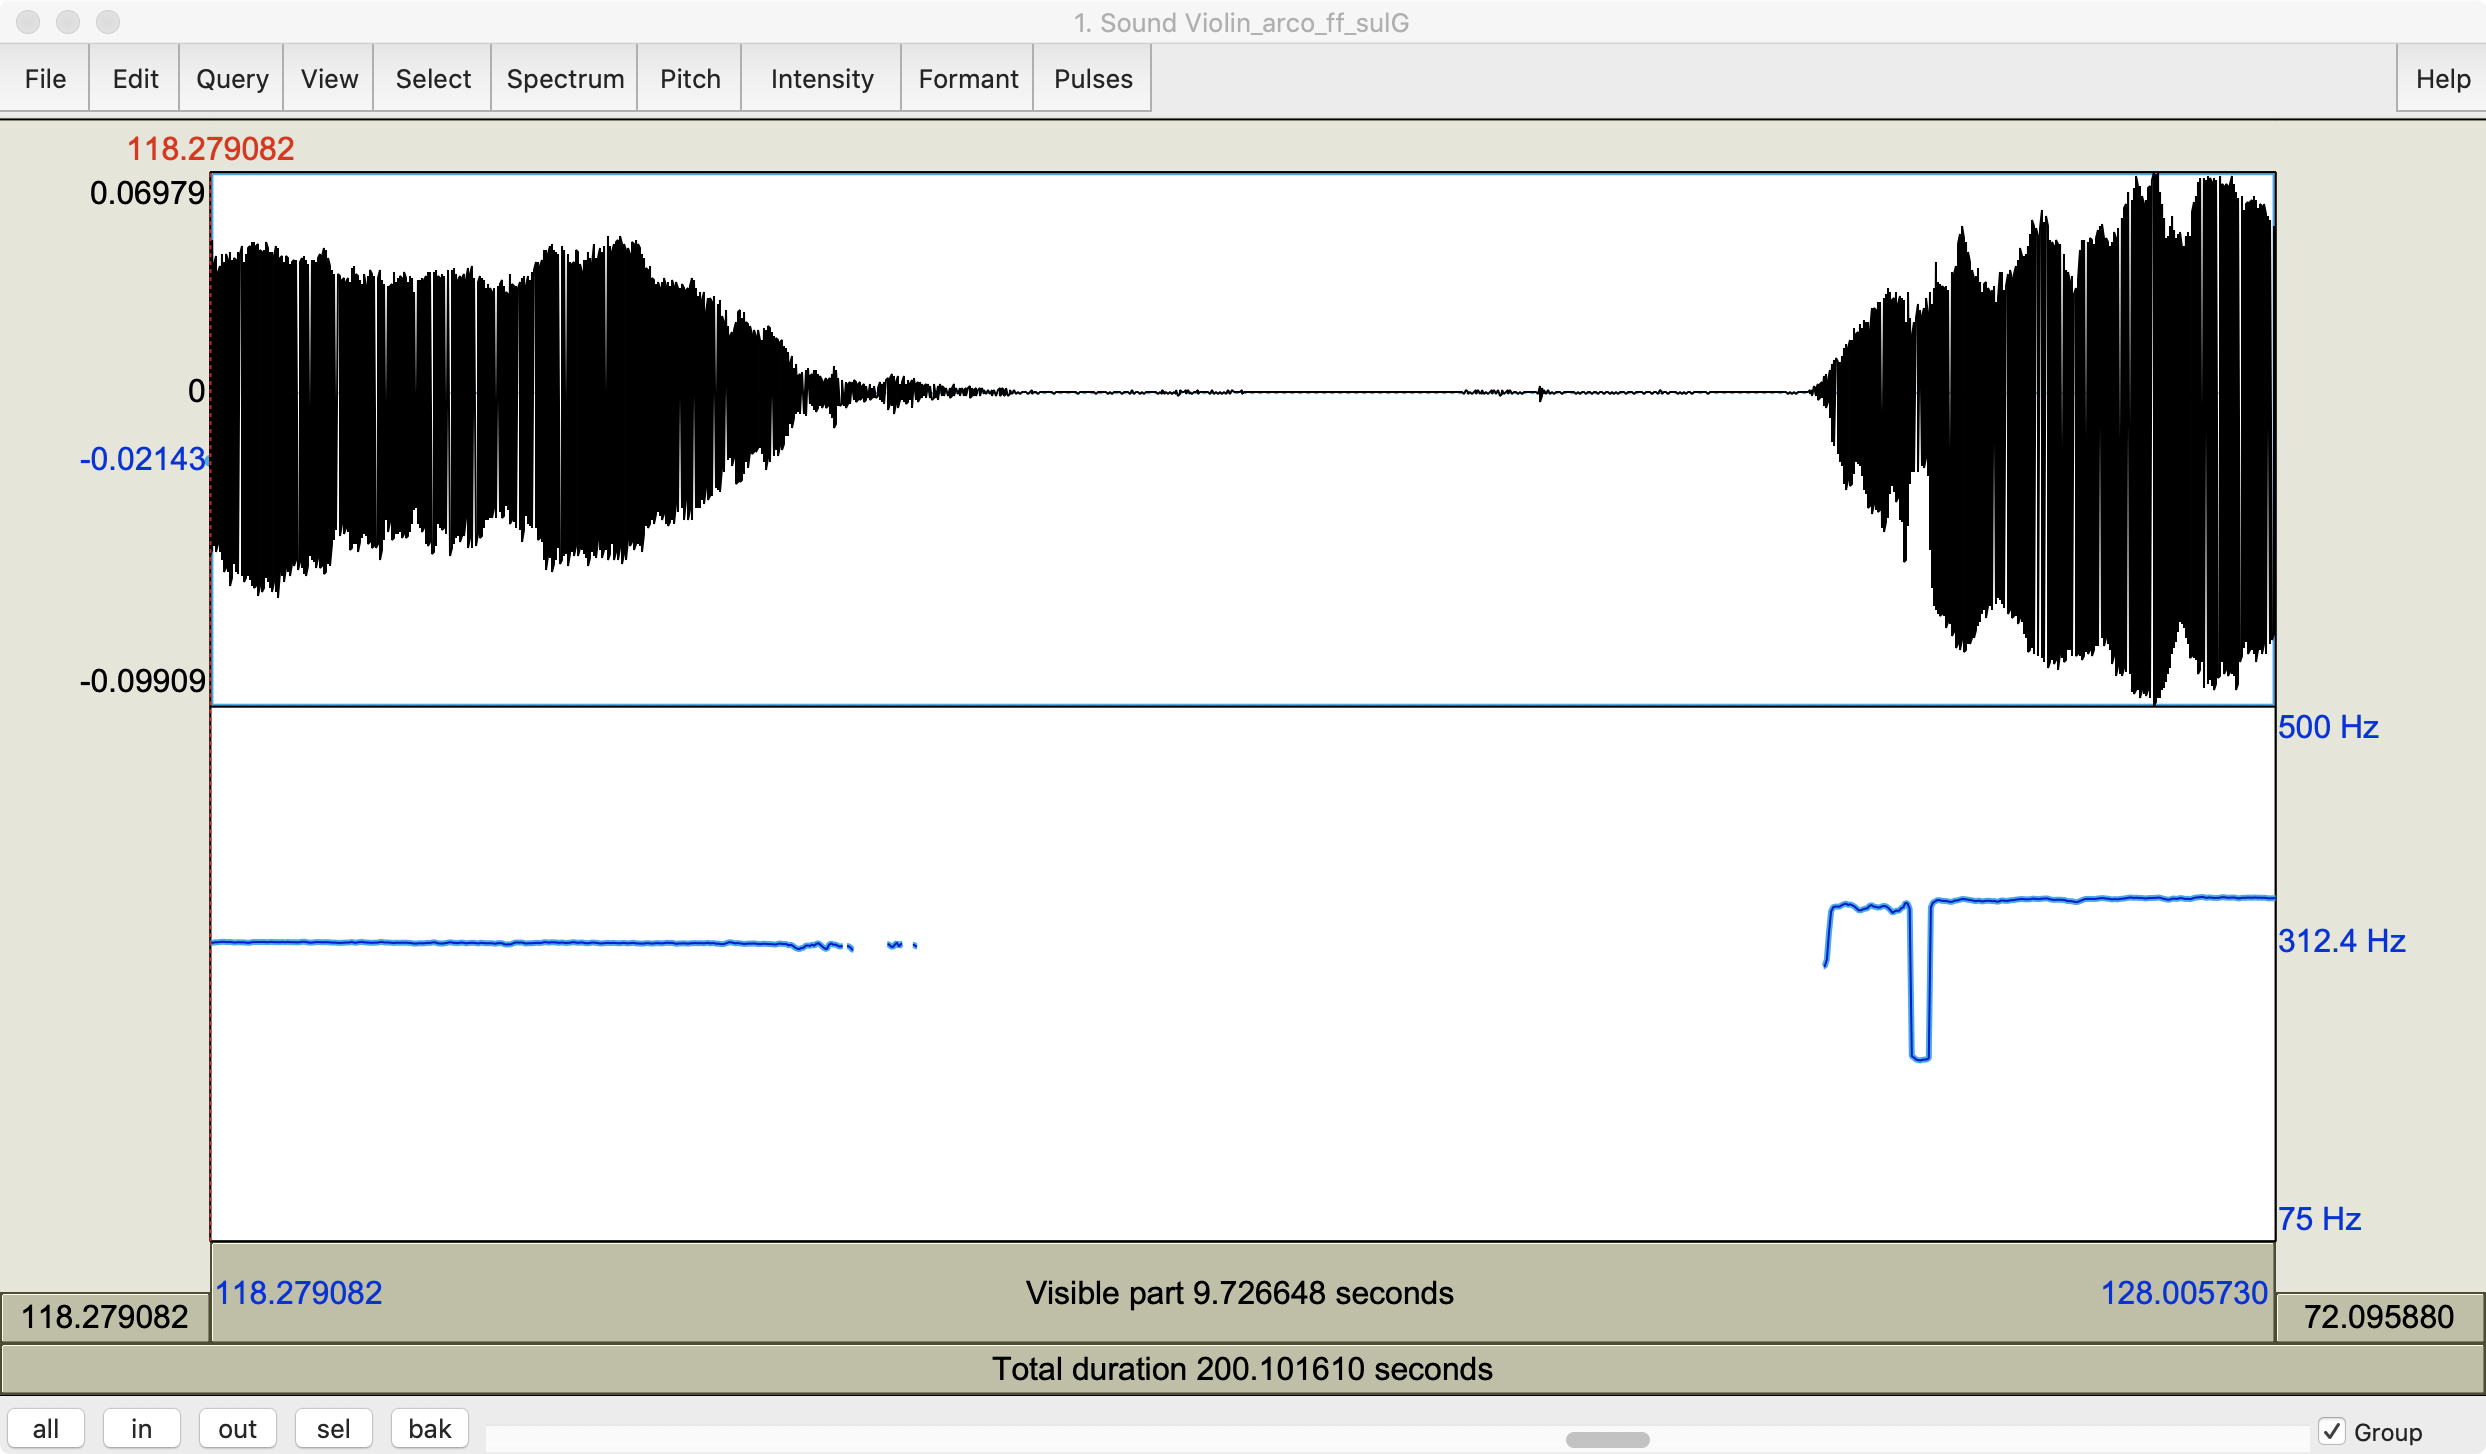 1. Sound Violin_arco_ff_sulG
File Edit Query View Select Spectrum Pitch Intensity Formant Pulses Help
118.279082
0.06979
0
-0.02143
-0.09909
500 Hz
312.4 Hz
75 Hz
118.279082 Visible part 9.726648 seconds 128.005730
118.279082 72.095880
Total duration 200.101610 seconds
all in out sel bak Group